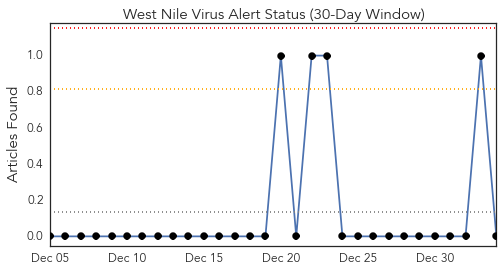 West Nile Virus Alert Status (30-Day Window)
Articles Found
1.0
0.8
0.6
0.4
0.2
0.0
Dec 05 Dec 10 Dec 15 Dec 20 Dec 25 Dec 30